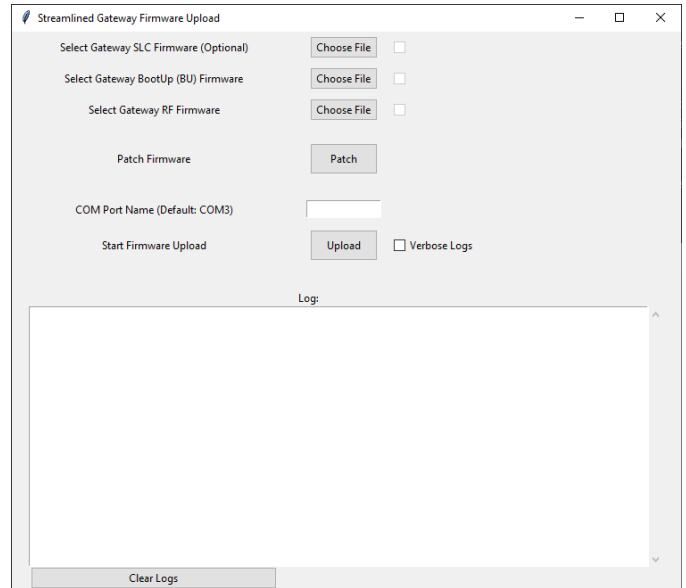 Streamlined Gateway Firmware Upload
Select Gateway SLC Firmware (Optional) Choose File
Select Gateway BootUp (BU) Firmware Choose File
Select Gateway RF Firmware Choose File
Patch Firmware Patch
COM Port Name (Default: COM3)
Start Firmware Upload Upload Verbose Logs
Log:
Clear Logs